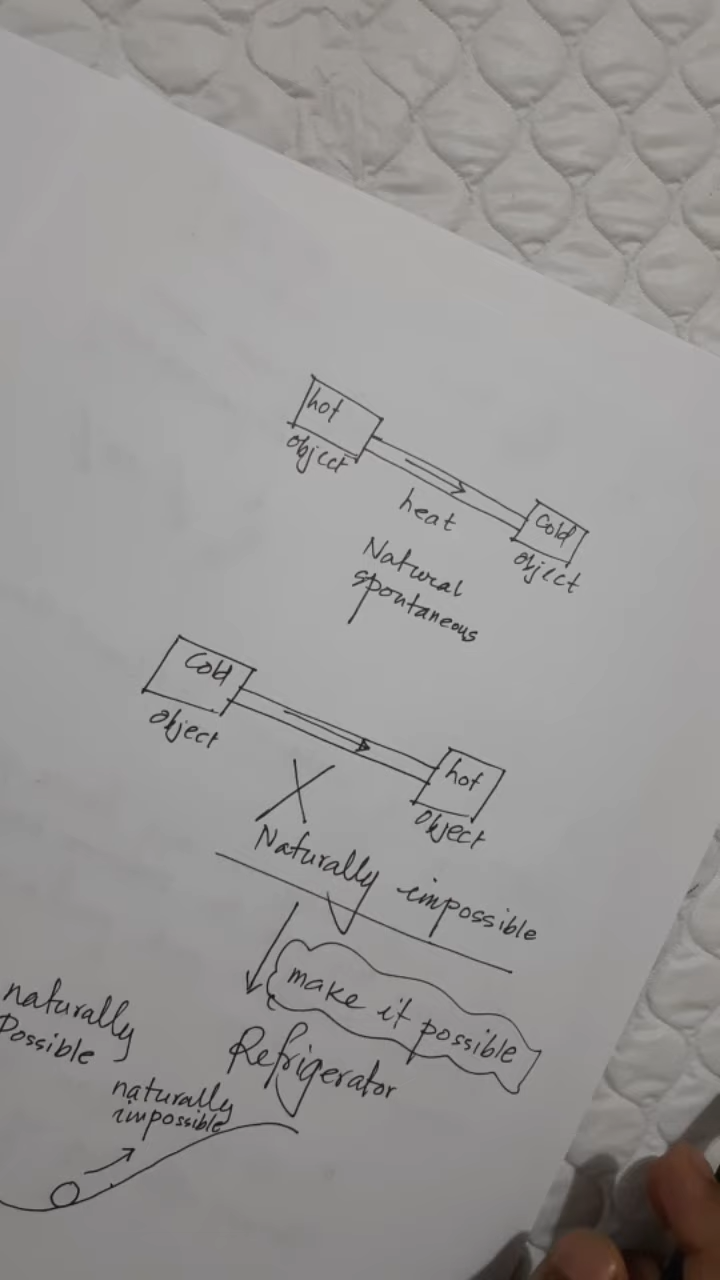 hot
object
heat
Cold
object
Natural
spontaneous
Cold
object
hot
object
Naturally impossible
make it possible
Refrigerator
naturally
Possible
naturally
impossible